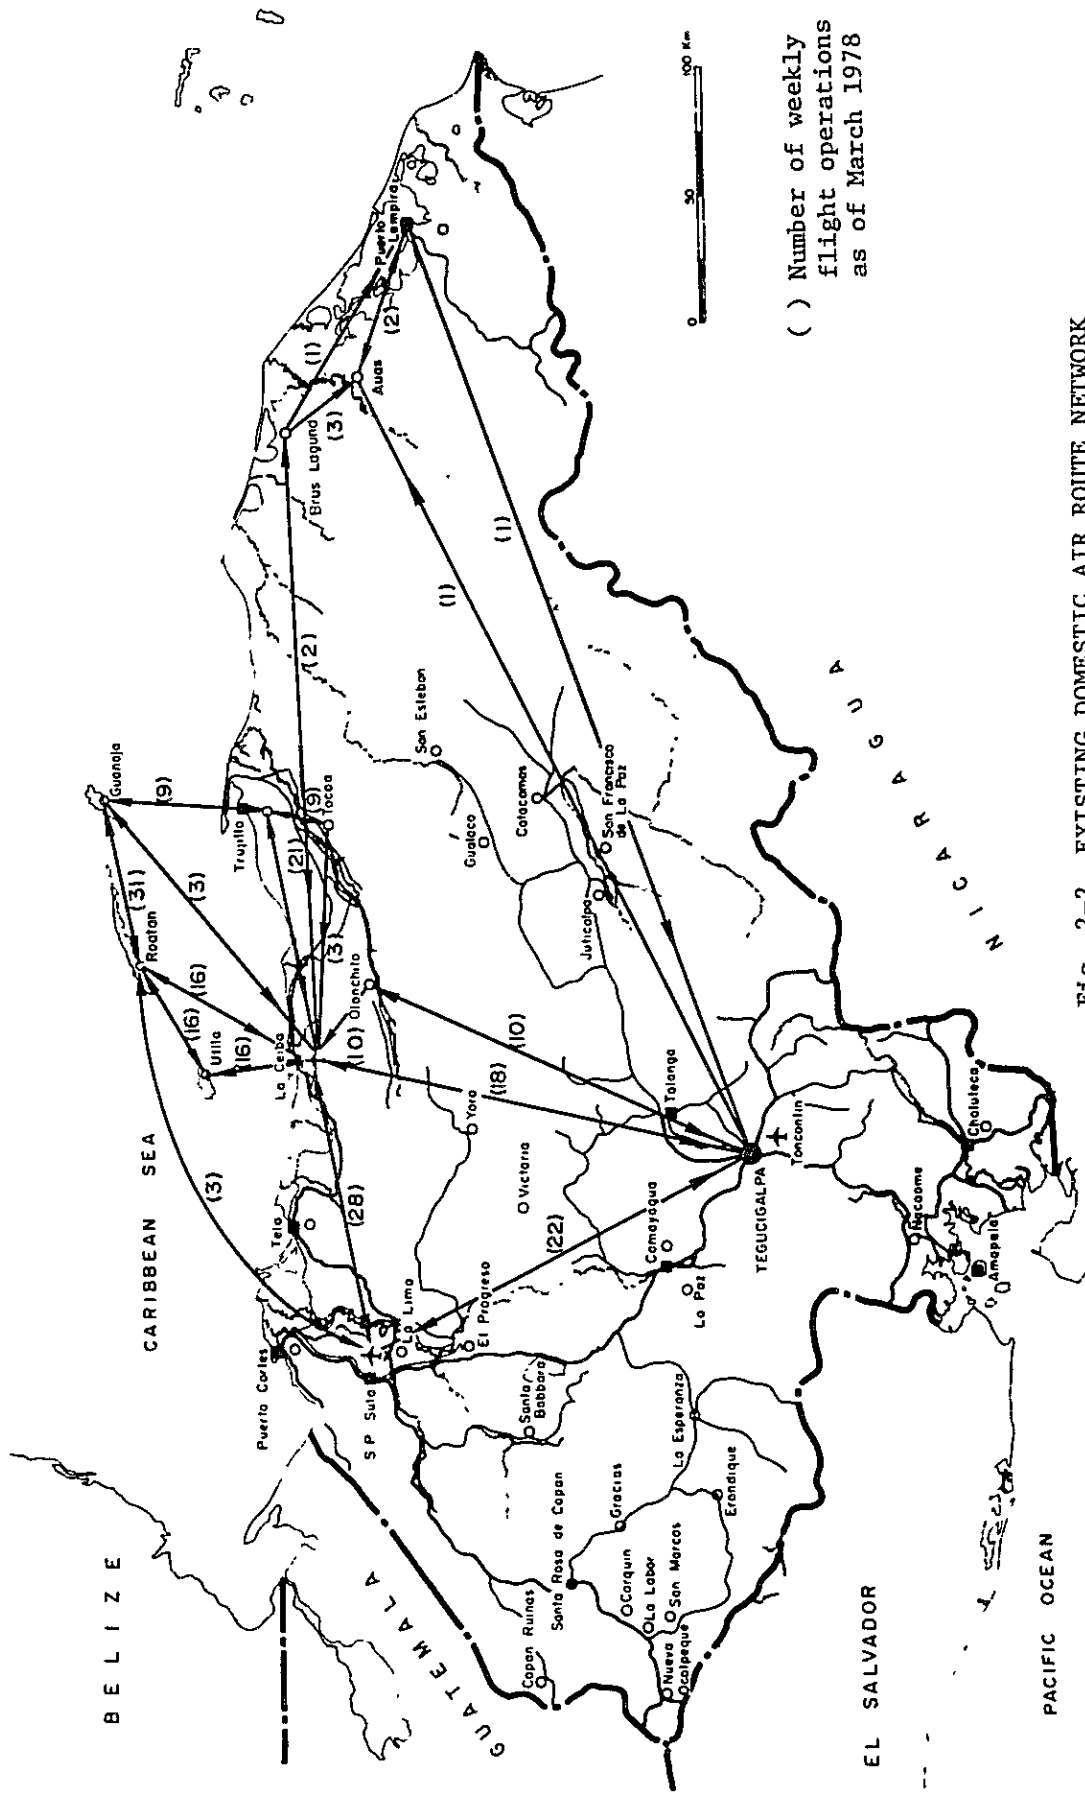 BELIZE
GUATEMALA
CARIBBEAN SEA
EL SALVADOR
PACIFIC OCEAN
NICARAGUA
Puerto Cortes
S P Sula
La Lima
El Progreso
Tela
La Ceiba
Utila
Roatan
Guanaja
Trujillo
Tocoa
Olanchito
Brus Laguna
Auas
Puerto
Lempira
San Esteban
Gualaco
Catacamas
San Francisco
de La Paz
Juticalpa
Yoro
Victoria
Talanga
TEGUCIGALPA
Toncontin
Comayagua
La Paz
Santa
Babbara
La Esperanza
Erandique
Gracias
Santa Rosa de Copan
Copan Ruinas
Corquin
La Labor
San Marcos
Nueva
Ocolpeque
Nacaome
Amapala
Choluteca
(3)
(16)
(16)
(16)
(31)
(3)
(9)
(9)
(21)
(3)
(10)
(28)
(22)
(18)
(10)
(2)
(1)
(3)
(2)
(1)
(1)
0 50 100 Km
( ) Number of weekly
flight operations
as of March 1978
Fig. 2-2 EXISTING DOMESTIC AIR ROUTE NETWORK